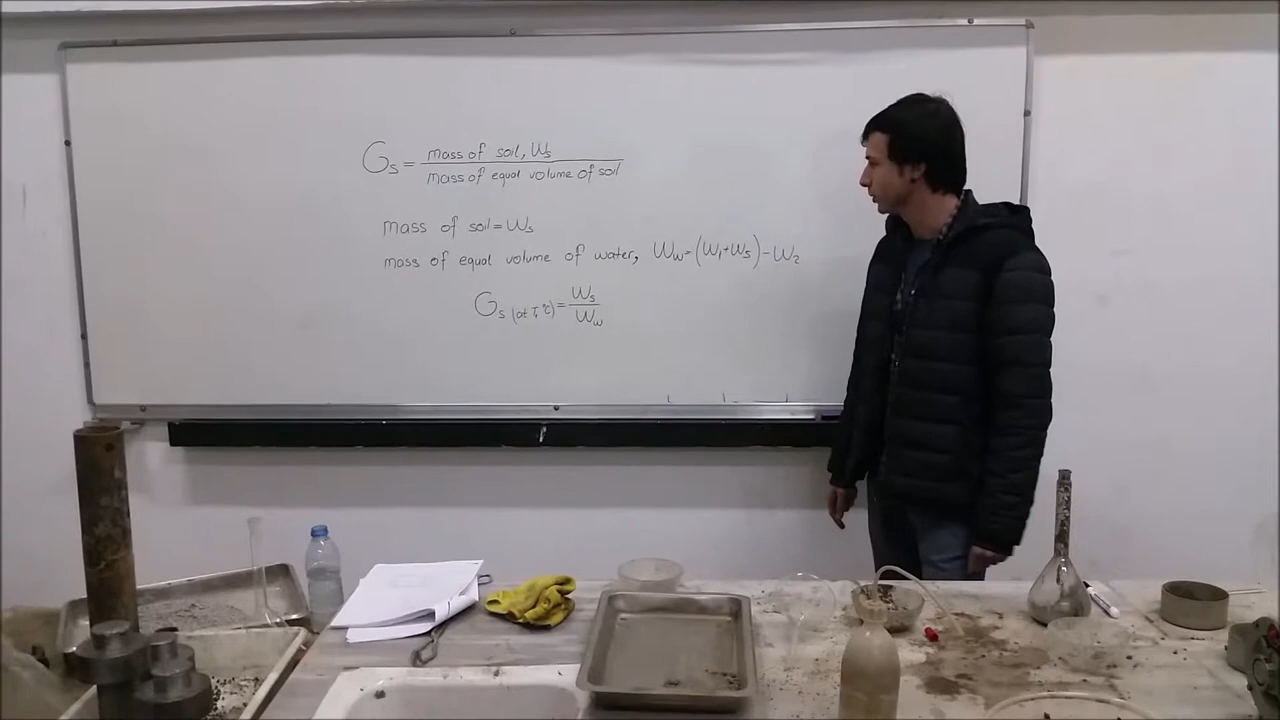 Gs = mass of soil, Ws / mass of equal volume of soil
mass of soil = Ws
mass of equal volume of water, Ww = (W1 + Ws) - W2
Gs (at T1 °C) = Ws / Ww